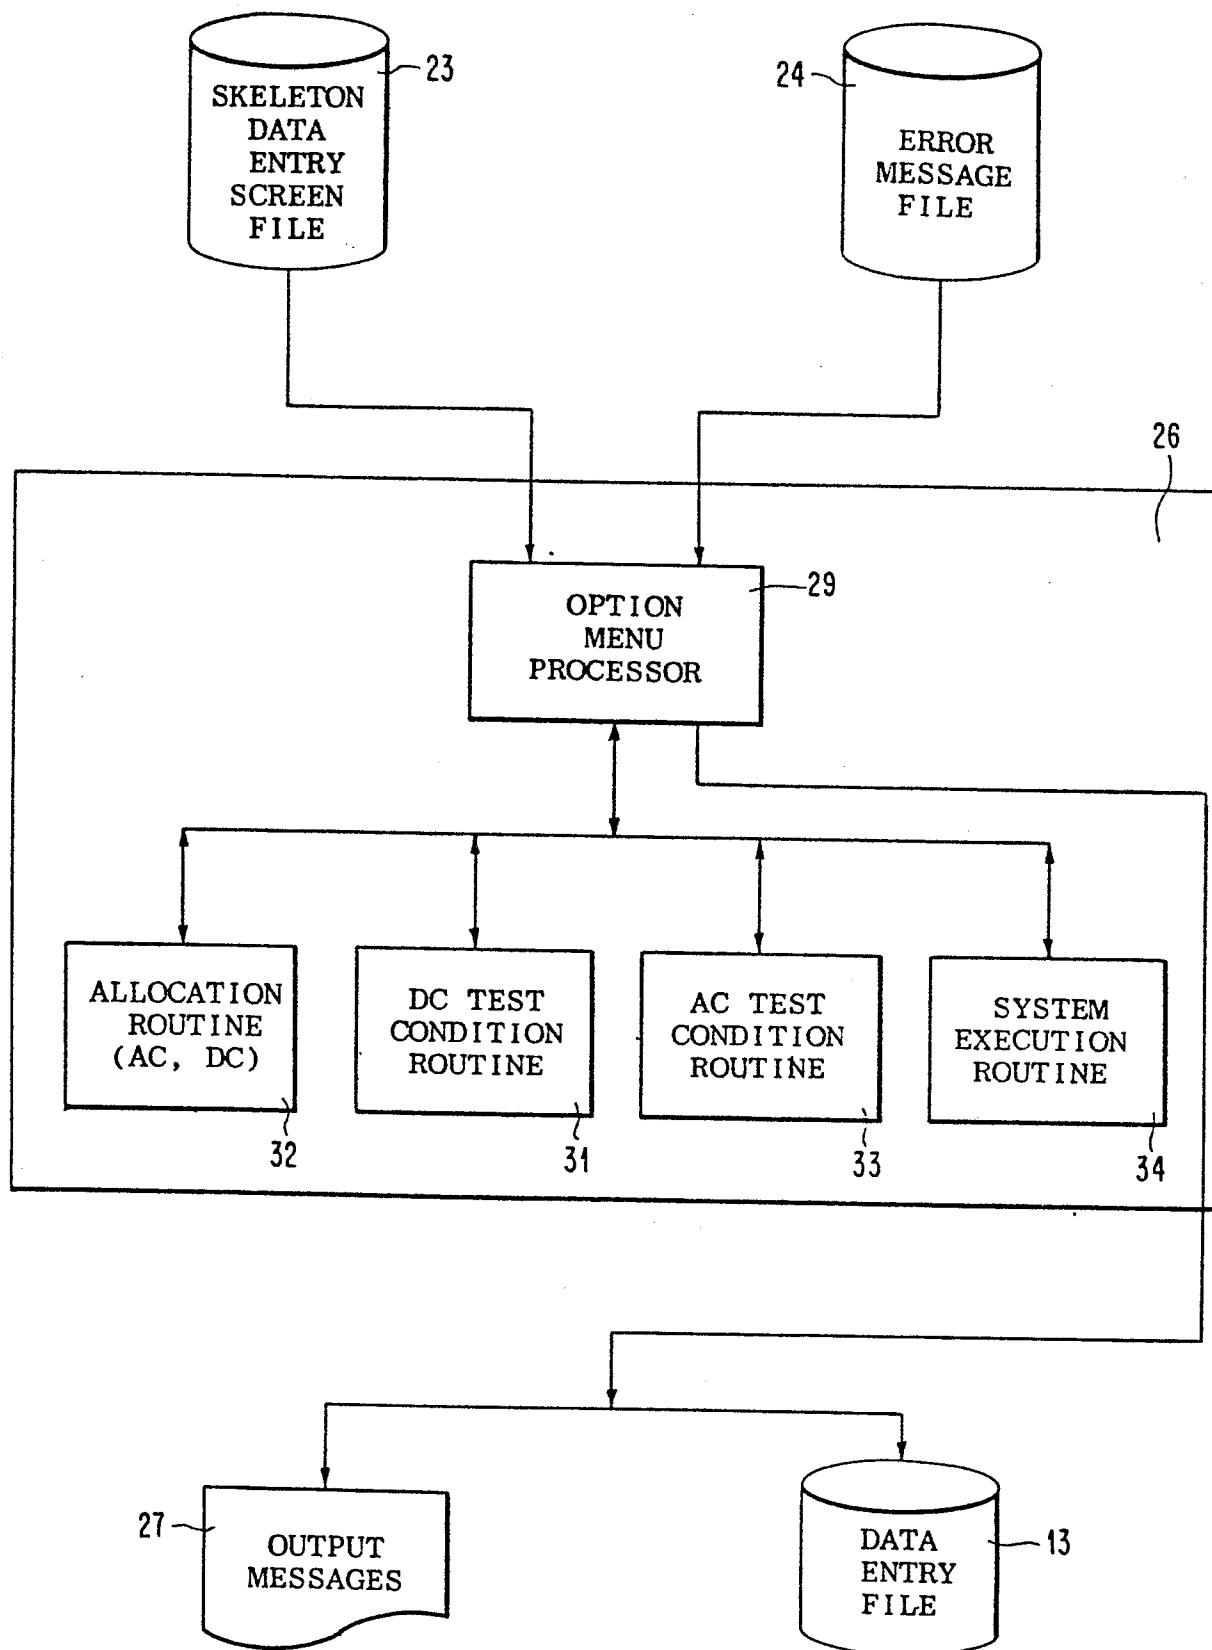 23
SKELETON
DATA
ENTRY
SCREEN
FILE
24
ERROR
MESSAGE
FILE
26
29
OPTION
MENU
PROCESSOR
ALLOCATION
ROUTINE
(AC, DC)
32
DC TEST
CONDITION
ROUTINE
31
AC TEST
CONDITION
ROUTINE
33
SYSTEM
EXECUTION
ROUTINE
34
27
OUTPUT
MESSAGES
DATA
ENTRY
FILE
13